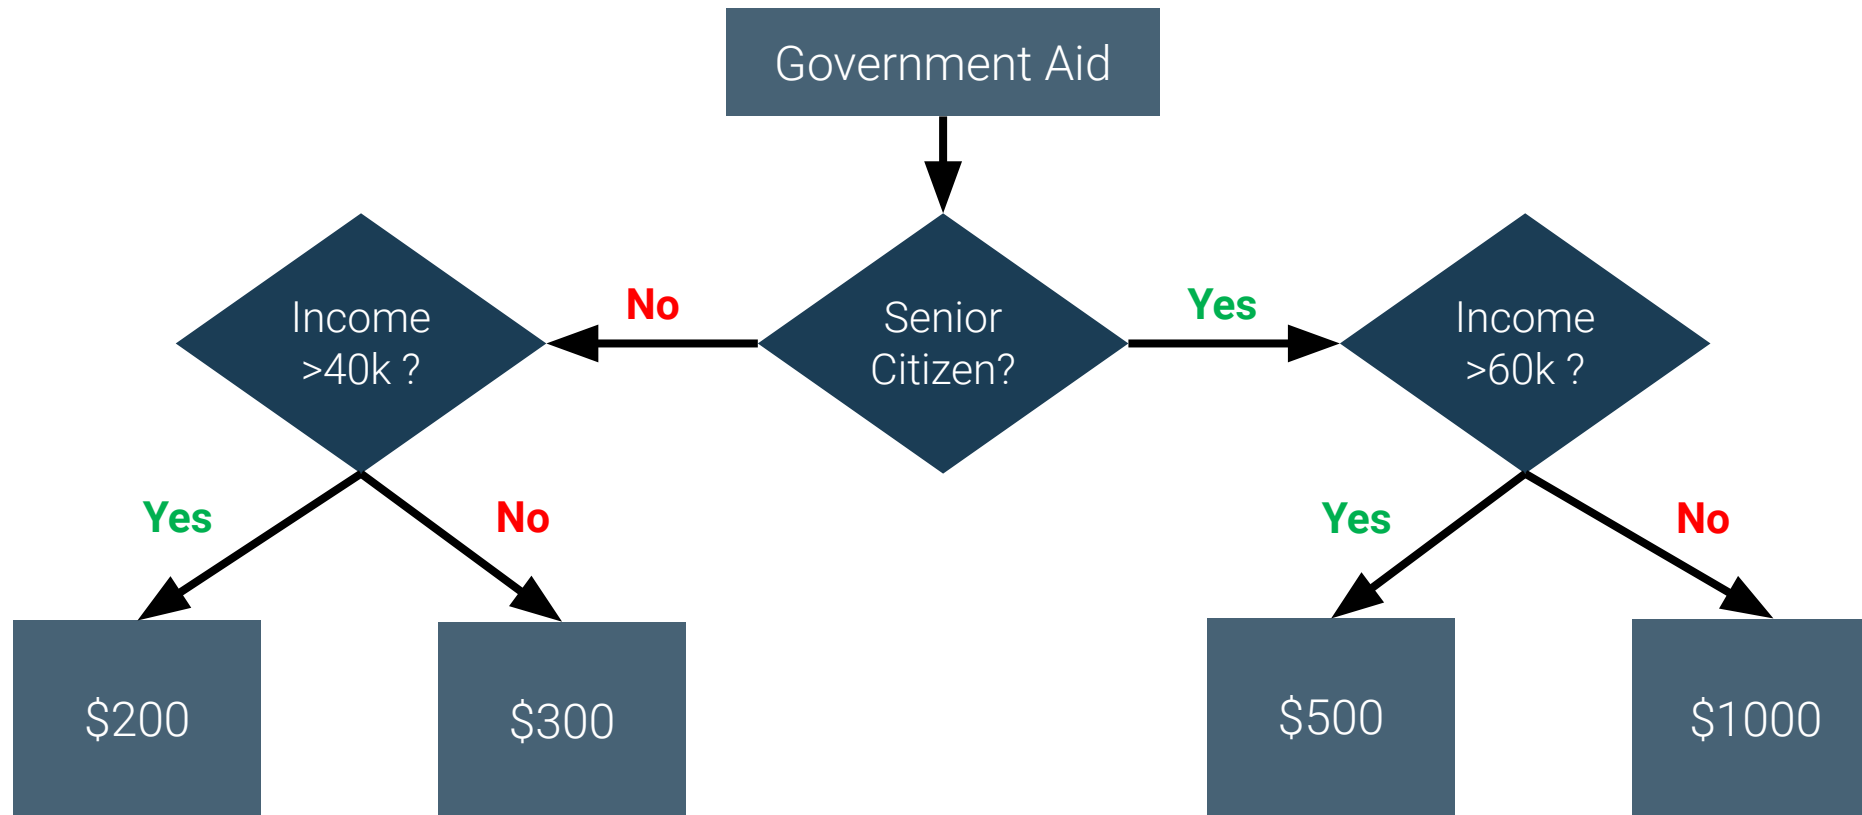 Government Aid
No
Yes
Income
>40k ?
Senior
Citizen?
Income
>60k ?
Yes
No
Yes
No
$200
$300
$500
$1000